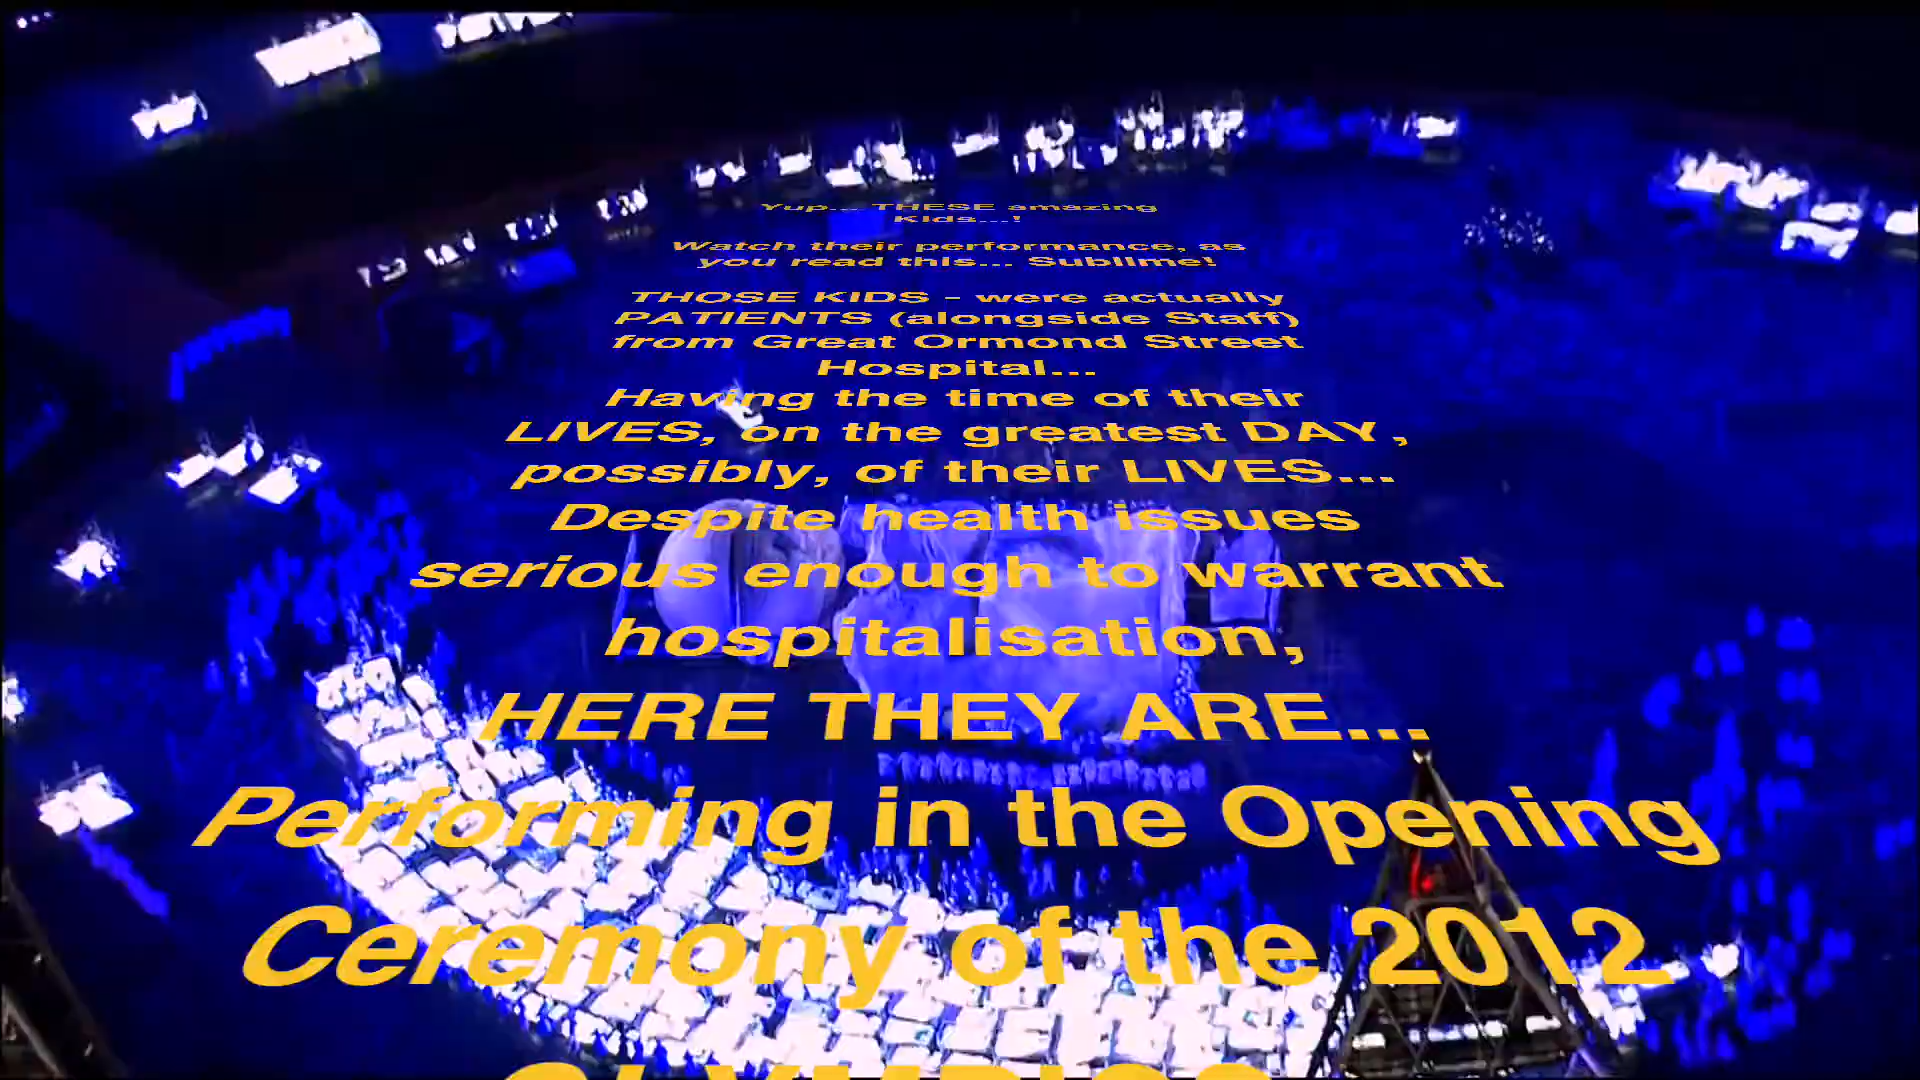 Yup... THESE amazing
Kids...!
Watch their performance, as
you read this... Sublime!
THOSE KIDS - were actually
PATIENTS (alongside Staff)
from Great Ormond Street
Hospital...
Having the time of their
LIVES, on the greatest DAY,
possibly, of their LIVES...
Despite health issues
serious enough to warrant
hospitalisation,
HERE THEY ARE...
Performing in the Opening
Ceremony of the 2012
OLYMPICS